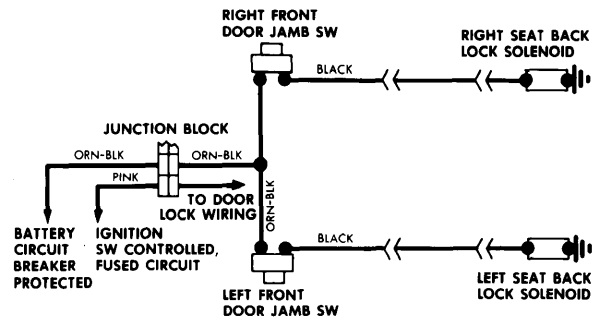 RIGHT FRONT
DOOR JAMB SW
RIGHT SEAT BACK
LOCK SOLENOID
BLACK
JUNCTION BLOCK
ORN-BLK
ORN-BLK
PINK
TO DOOR
LOCK WIRING
ORN-BLK
BATTERY
CIRCUIT
BREAKER
PROTECTED
IGNITION
SW CONTROLLED,
FUSED CIRCUIT
BLACK
LEFT FRONT
DOOR JAMB SW
LEFT SEAT BACK
LOCK SOLENOID